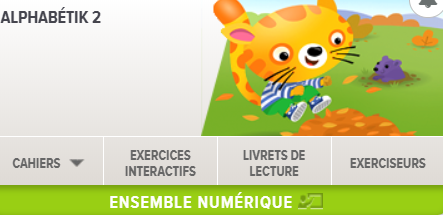 ALPHABÉTIK 2
CAHIERS
EXERCICES
INTERACTIFS
LIVRETS DE
LECTURE
EXERCISEURS
ENSEMBLE NUMÉRIQUE